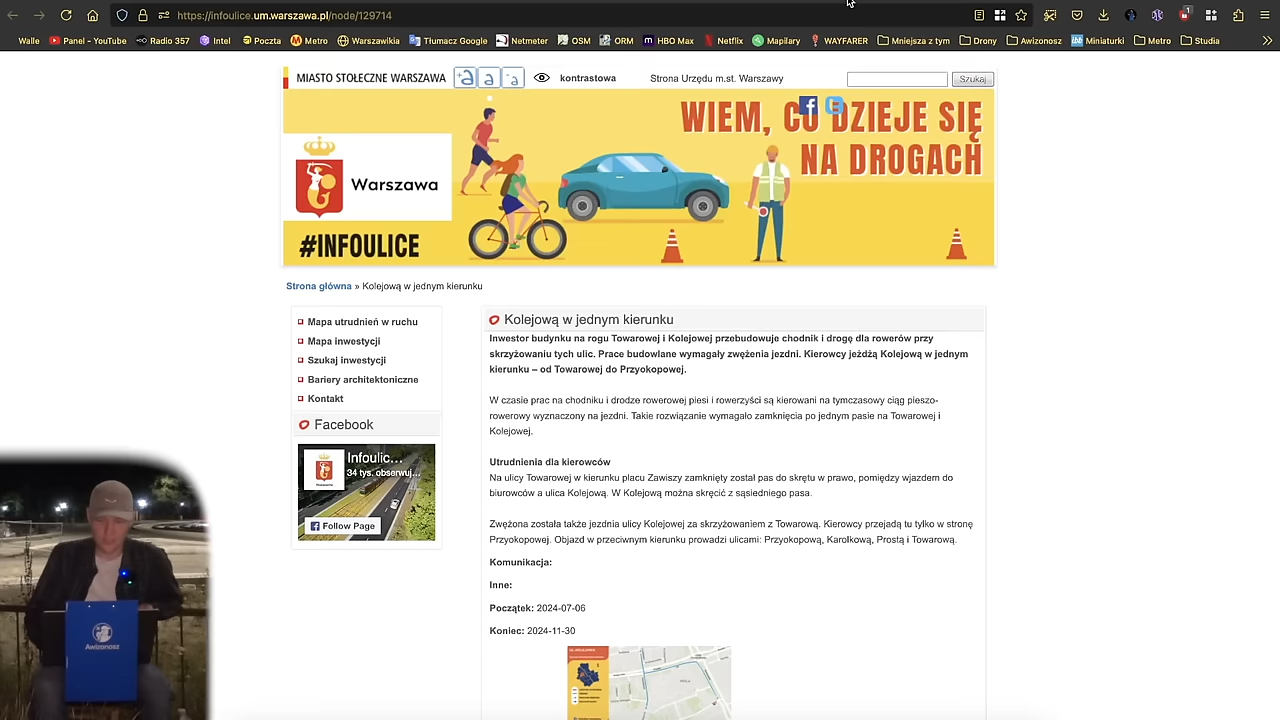 https://infoulice.um.warszawa.pl/node/129714
Walle Popular - YouTube Radio 357 Intel Poczta Metro Warszawikia Tłumacz Google Netmeter OSM ORM HBO Max Netflix Mapilary WAYFARER Mniejsza z tym Drony Awizonosz Miniaturki Metro Studia
MIASTO STOŁECZNE WARSZAWA +a a -a kontrastowa Strona Urzędu m.st. Warszawy Szukaj
WIEM, CO DZIEJE SIĘ
NA DROGACH
Warszawa
#INFOULICE
Strona główna » Kolejową w jednym kierunku
Mapa utrudnień w ruchu
Mapa inwestycji
Szukaj inwestycji
Bariery architektoniczne
Kontakt
Facebook
Infoulic...
34 tys. obserwuj...
Follow Page
Kolejową w jednym kierunku
Inwestor budynku na rogu Towarowej i Kolejowej przebudowuje chodnik i drogę dla rowerów przy
skrzyżowaniu tych ulic. Prace budowlane wymagały zwężenia jezdni. Kierowcy jeżdżą Kolejową w jednym
kierunku – od Towarowej do Przyokopowej.
W czasie prac na chodniku i drodze rowerowej piesi i rowerzyści są kierowani na tymczasowy ciąg pieszo-
rowerowy wyznaczony na jezdni. Takie rozwiązanie wymagało zamknięcia po jednym pasie na Towarowej i
Kolejowej.
Utrudnienia dla kierowców
Na ulicy Towarowej w kierunku placu Zawiszy zamknięty został pas do skrętu w prawo, pomiędzy wjazdem do
biurowców a ulica Kolejową. W Kolejową można skręcić z sąsiedniego pasa.
Zwężona została także jezdnia ulicy Kolejowej za skrzyżowaniem z Towarową. Kierowcy przejadą tu tylko w stronę
Przyokopowej. Objazd w przeciwnym kierunku prowadzi ulicami: Przyokopową, Karolkową, Prostą i Towarową.
Komunikacja:
Inne:
Początek: 2024-07-06
Koniec: 2024-11-30
Awizonosz